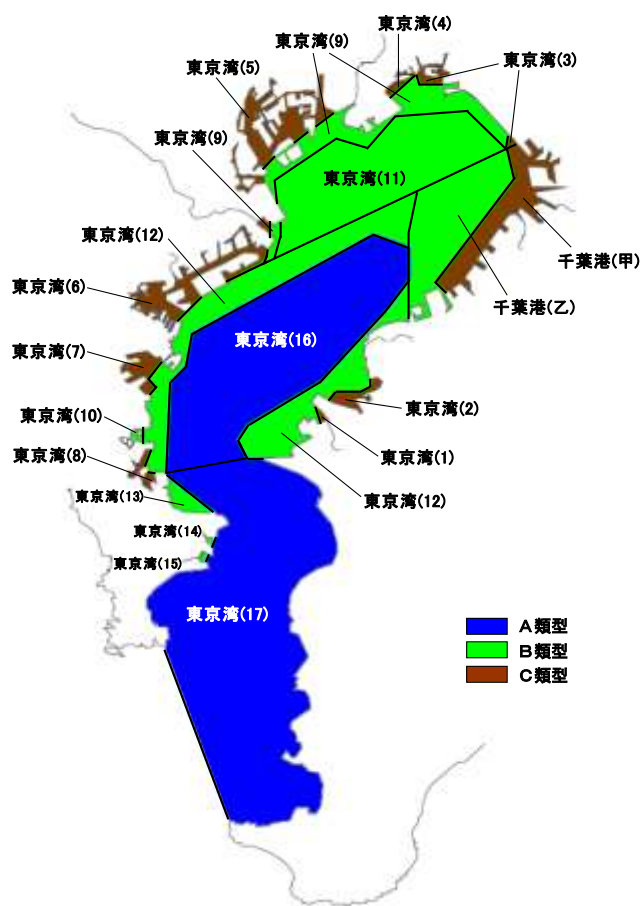 東京湾(4)
東京湾(9)
東京湾(3)
東京湾(5)
東京湾(9)
東京湾(11)
東京湾(12)
千葉港(甲)
東京湾(6)
千葉港(乙)
東京湾(16)
東京湾(7)
東京湾(2)
東京湾(10)
東京湾(8)
東京湾(1)
東京湾(13)
東京湾(12)
東京湾(14)
東京湾(15)
東京湾(17)
A類型
B類型
C類型